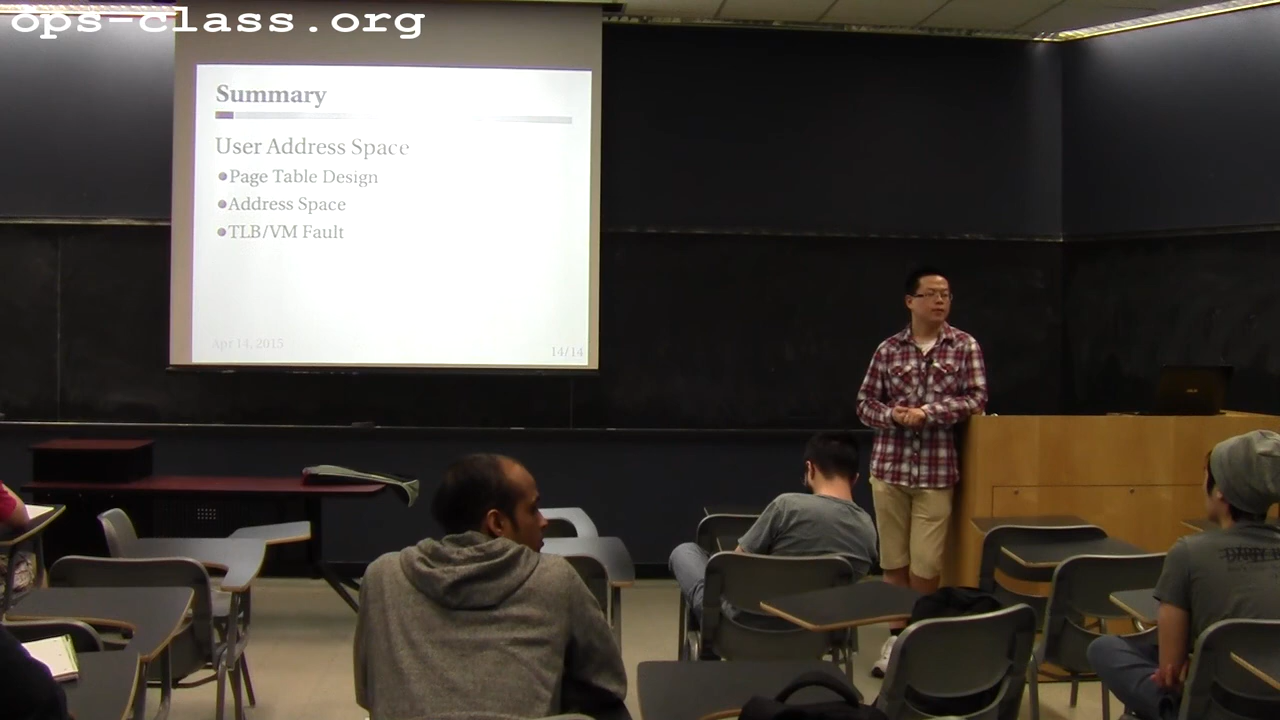 ops-class.org
Summary
User Address Space
Page Table Design
Address Space
TLB/VM Fault
Apr 14, 2015
14/14